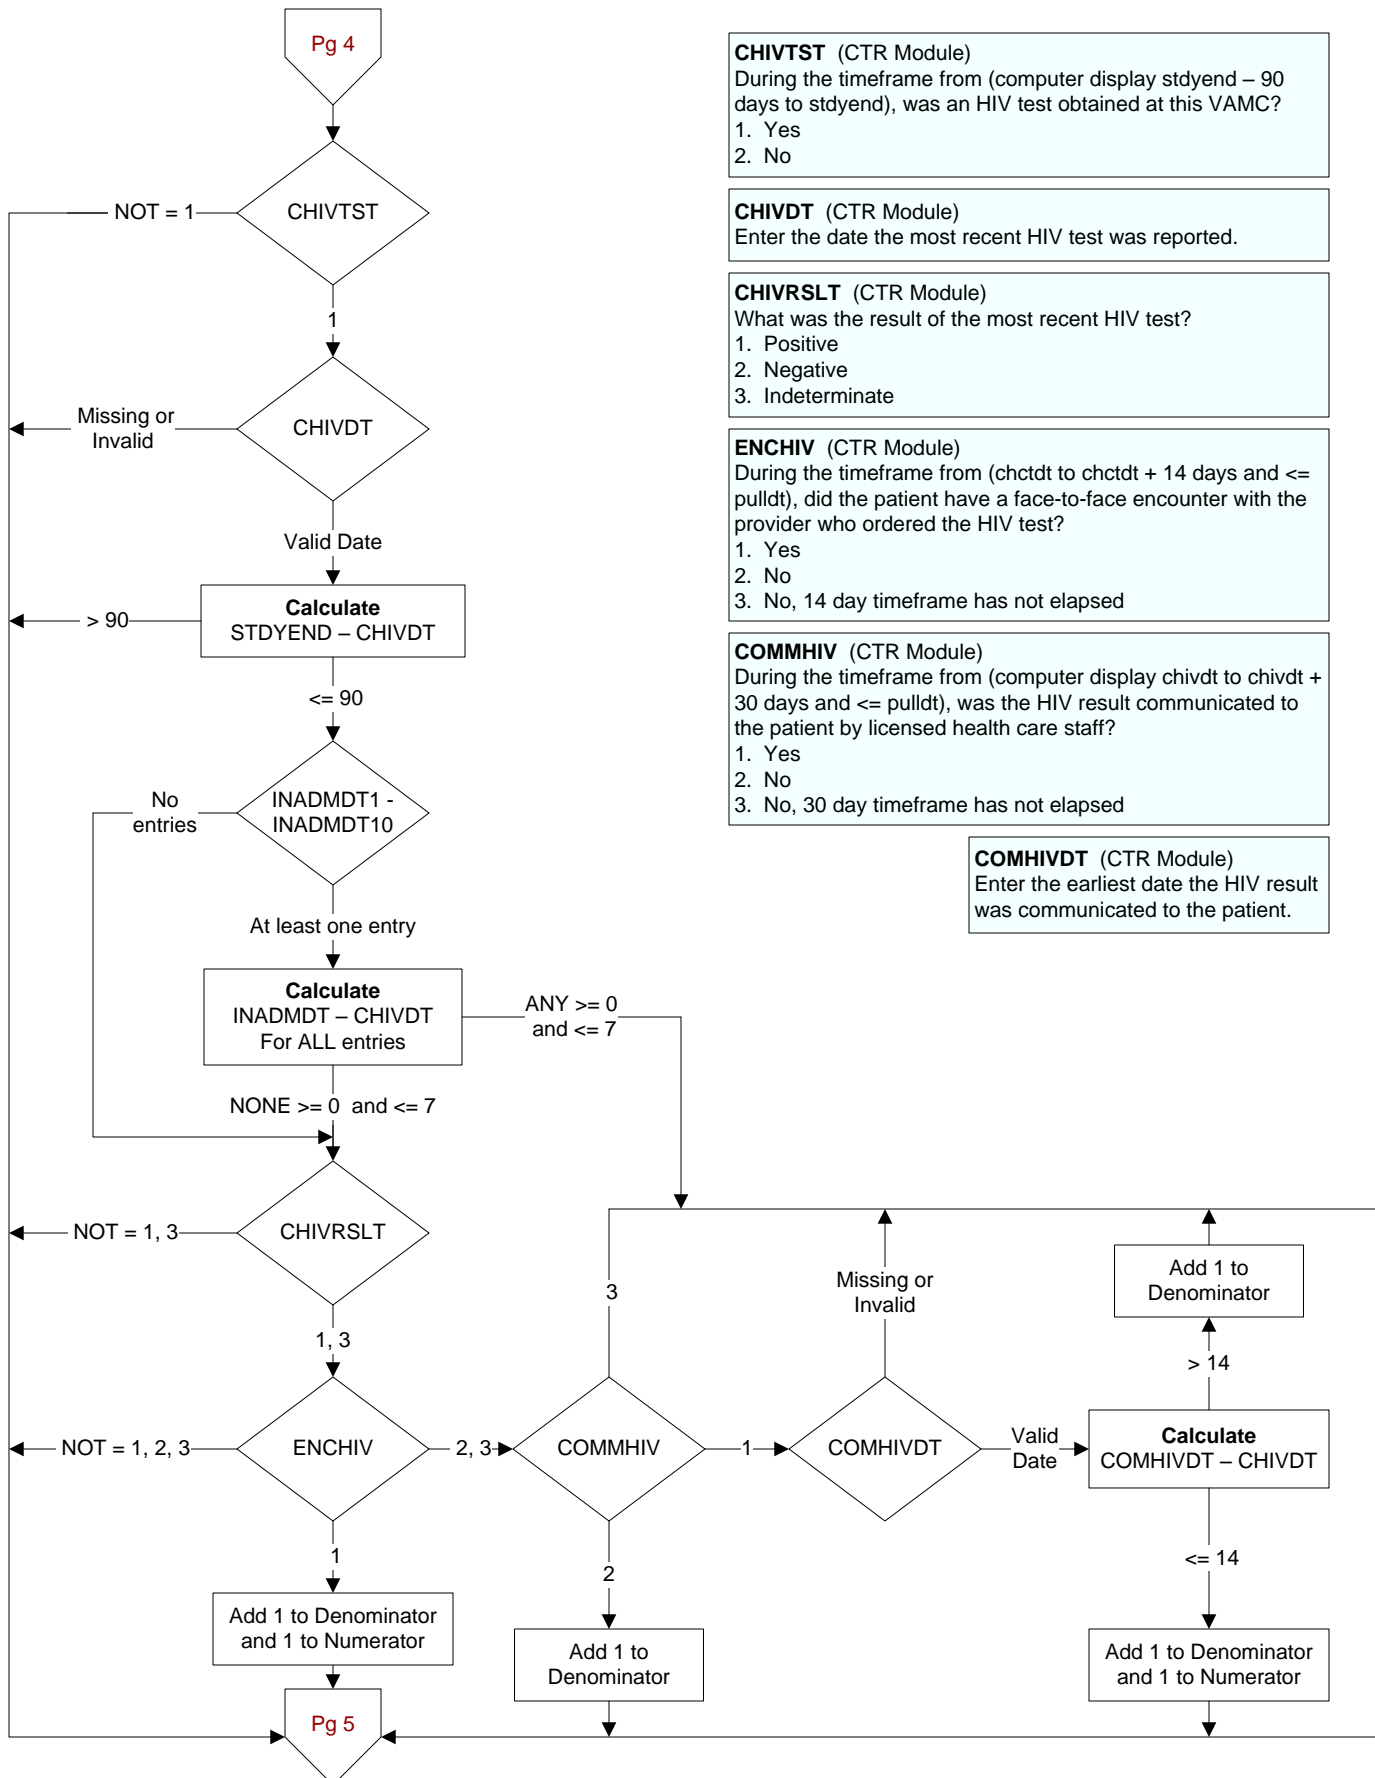 Pg 4
CHIVTST (CTR Module)
During the timeframe from (computer display stdyend – 90
days to stdyend), was an HIV test obtained at this VAMC?
1. Yes
2. No
CHIVDT (CTR Module)
Enter the date the most recent HIV test was reported.
CHIVRSLT (CTR Module)
What was the result of the most recent HIV test?
1. Positive
2. Negative
3. Indeterminate
ENCHIV (CTR Module)
During the timeframe from (chctdt to chctdt + 14 days and <=
pulldt), did the patient have a face-to-face encounter with the
provider who ordered the HIV test?
1. Yes
2. No
3. No, 14 day timeframe has not elapsed
COMMHIV (CTR Module)
During the timeframe from (computer display chivdt to chivdt +
30 days and <= pulldt), was the HIV result communicated to
the patient by licensed health care staff?
1. Yes
2. No
3. No, 30 day timeframe has not elapsed
COMHIVDT (CTR Module)
Enter the earliest date the HIV result
was communicated to the patient.
NOT = 1
CHIVTST
1
Missing or
Invalid
CHIVDT
Valid Date
> 90
Calculate
STDYEND – CHIVDT
<= 90
No
entries
INADMDT1 -
INADMDT10
At least one entry
Calculate
INADMDT – CHIVDT
For ALL entries
ANY >= 0
and <= 7
NONE >= 0 and <= 7
NOT = 1, 3
CHIVRSLT
1, 3
3
Missing or
Invalid
Add 1 to
Denominator
> 14
NOT = 1, 2, 3
ENCHIV
2, 3
COMMHIV
1
COMHIVDT
Valid
Date
Calculate
COMHIVDT – CHIVDT
1
2
<= 14
Add 1 to Denominator
and 1 to Numerator
Add 1 to
Denominator
Add 1 to Denominator
and 1 to Numerator
Pg 5